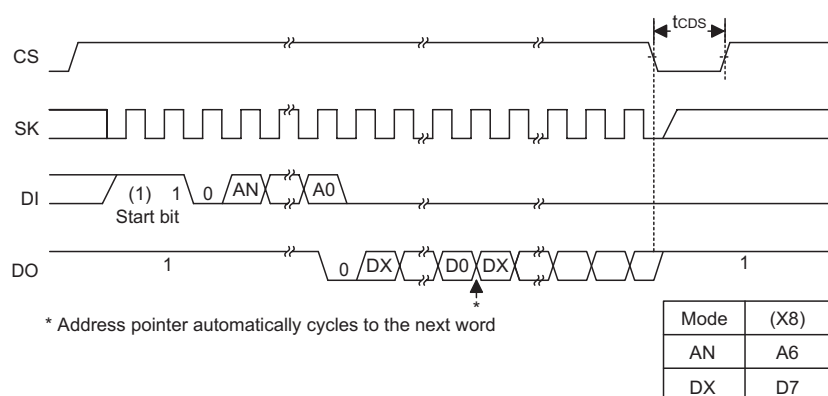 tCDS
CS
SK
DI (1) 1 0 AN A0
Start bit
DO 1 0 DX D0 DX 1
*
* Address pointer automatically cycles to the next word
Mode (X8)
AN A6
DX D7